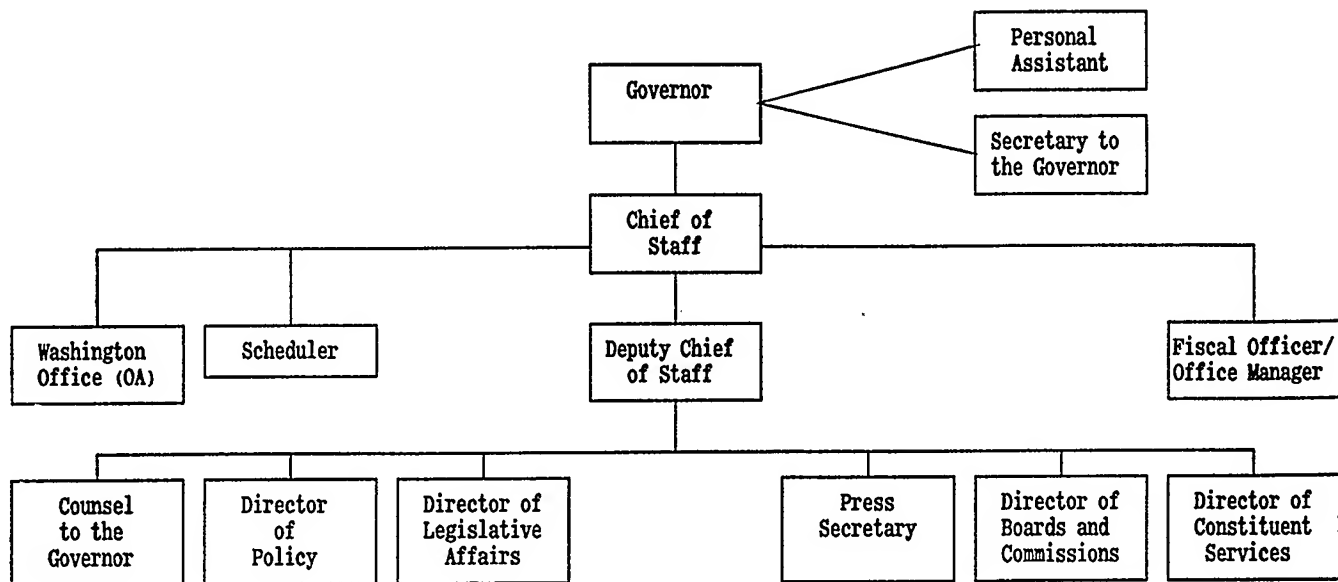 Personal
Assistant
Governor
Secretary to
the Governor
Chief of
Staff
Washington
Office (OA)
Scheduler
Deputy Chief
of Staff
Fiscal Officer/
Office Manager
Counsel
to the
Governor
Director
of
Policy
Director of
Legislative
Affairs
Press
Secretary
Director of
Boards and
Commissions
Director of
Constituent
Services